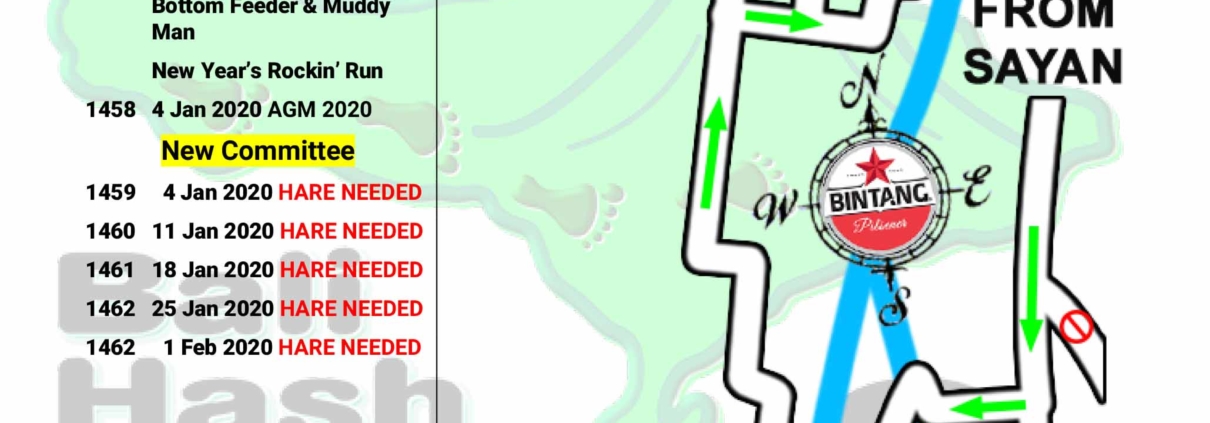 Bottom Feeder & Muddy
Man
New Year's Rockin' Run
1458 4 Jan 2020 AGM 2020
New Committee
1459 4 Jan 2020 HARE NEEDED
1460 11 Jan 2020 HARE NEEDED
1461 18 Jan 2020 HARE NEEDED
1462 25 Jan 2020 HARE NEEDED
1462 1 Feb 2020 HARE NEEDED
Bali
Hash
FROM
SAYAN
N
W
E
S
BINTANG
Pilsener